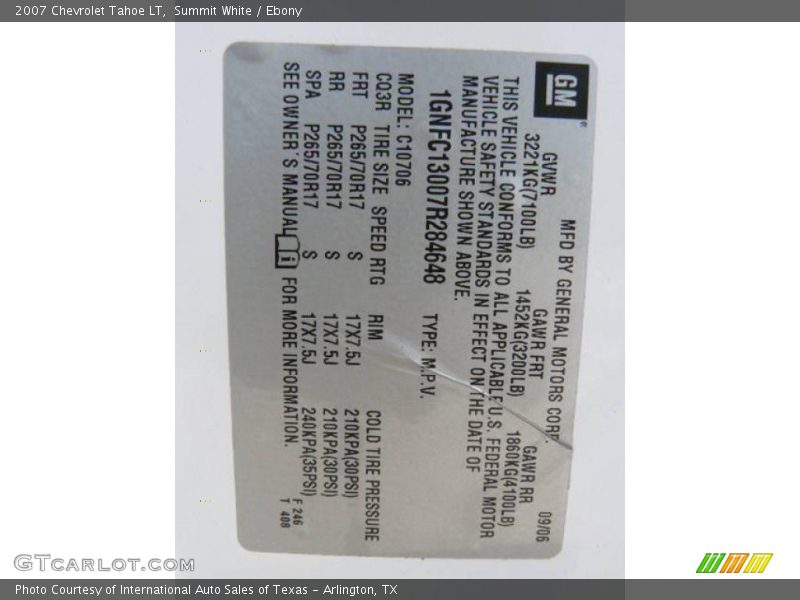 2007 Chevrolet Tahoe LT, Summit White / Ebony
GM
MFD BY GENERAL MOTORS CORP. 09/06
GVWR GAWR FRT GAWR RR
3221KG(7100LB) 1452KG(3200LB) 1860KG(4100LB)
THIS VEHICLE CONFORMS TO ALL APPLICABLE U.S. FEDERAL MOTOR
VEHICLE SAFETY STANDARDS IN EFFECT ON THE DATE OF
MANUFACTURE SHOWN ABOVE.
1GNFC13007R284648 TYPE: M.P.V.
MODEL: C10706
CQ3R TIRE SIZE SPEED RTG RIM COLD TIRE PRESSURE
FRT P265/70R17 S 17X7.5J 210KPA(30PSI)
RR P265/70R17 S 17X7.5J 210KPA(30PSI)
SPA P265/70R17 S 17X7.5J 240KPA(35PSI)
SEE OWNER'S MANUAL i FOR MORE INFORMATION.
F 246
T 408
GTCarLot.com
Photo Courtesy of International Auto Sales of Texas - Arlington, TX